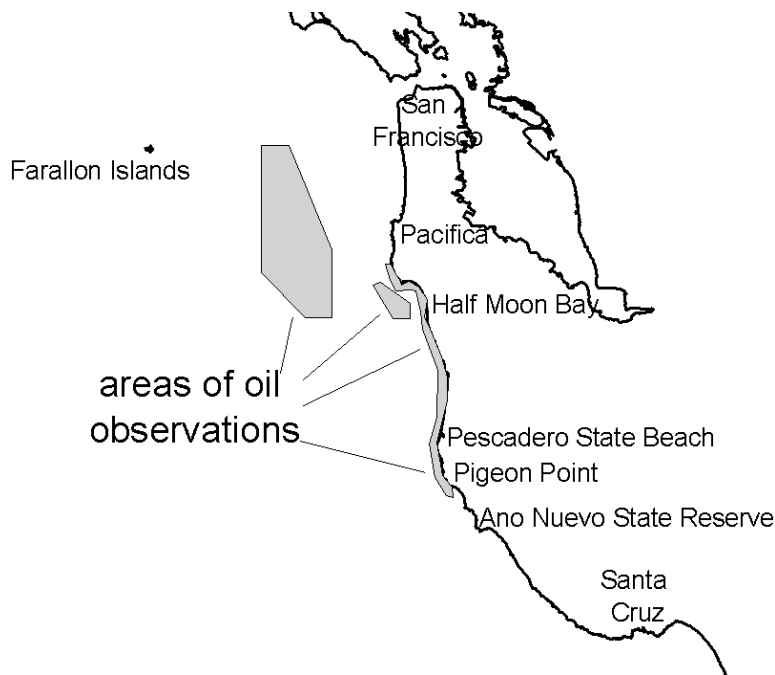 San
Francisco
Farallon Islands
Pacifica
Half Moon Bay
areas of oil
observations
Pescadero State Beach
Pigeon Point
Ano Nuevo State Reserve
Santa
Cruz